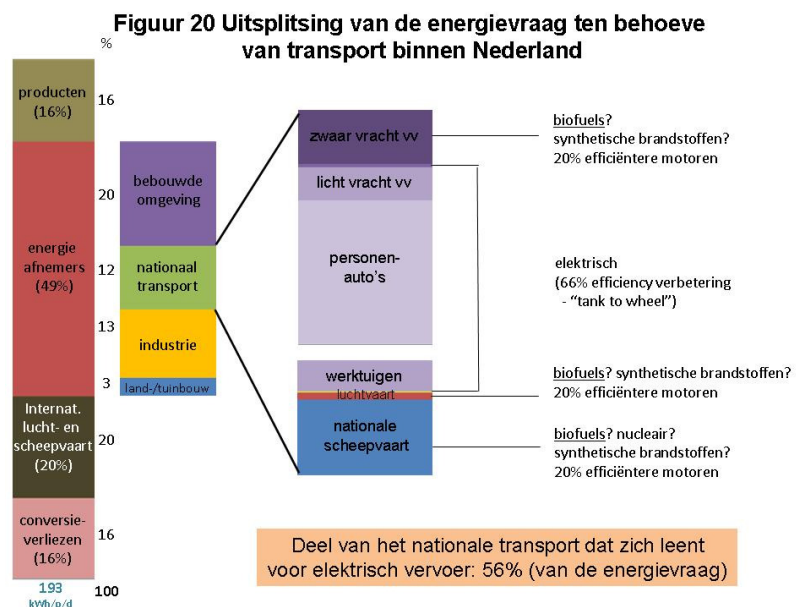 Figuur 20 Uitsplitsing van de energievraag ten behoeve
van transport binnen Nederland
%
producten
(16%)
16
energie
afnemers
(49%)
20
12
13
3
Internat.
lucht- en
scheepvaart
(20%)
20
conversie-
verliezen
(16%)
16
193
kWh/p/d
100
bebouwde
omgeving
nationaal
transport
industrie
land-/tuinbouw
zwaar vracht vv
licht vracht vv
personen-
auto's
werktuigen
luchtvaart
nationale
scheepvaart
biofuels?
synthetische brandstoffen?
20% efficiëntere motoren
elektrisch
(66% efficiency verbetering
- “tank to wheel”)
biofuels? synthetische brandstoffen?
20% efficiëntere motoren
biofuels? nucleair?
synthetische brandstoffen?
20% efficiëntere motoren
Deel van het nationale transport dat zich leent
voor elektrisch vervoer: 56% (van de energievraag)